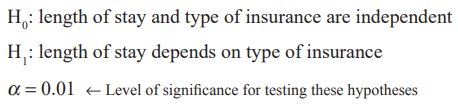 H₀: length of stay and type of insurance are independent
H₁: length of stay depends on type of insurance
α = 0.01 ← Level of significance for testing these hypotheses